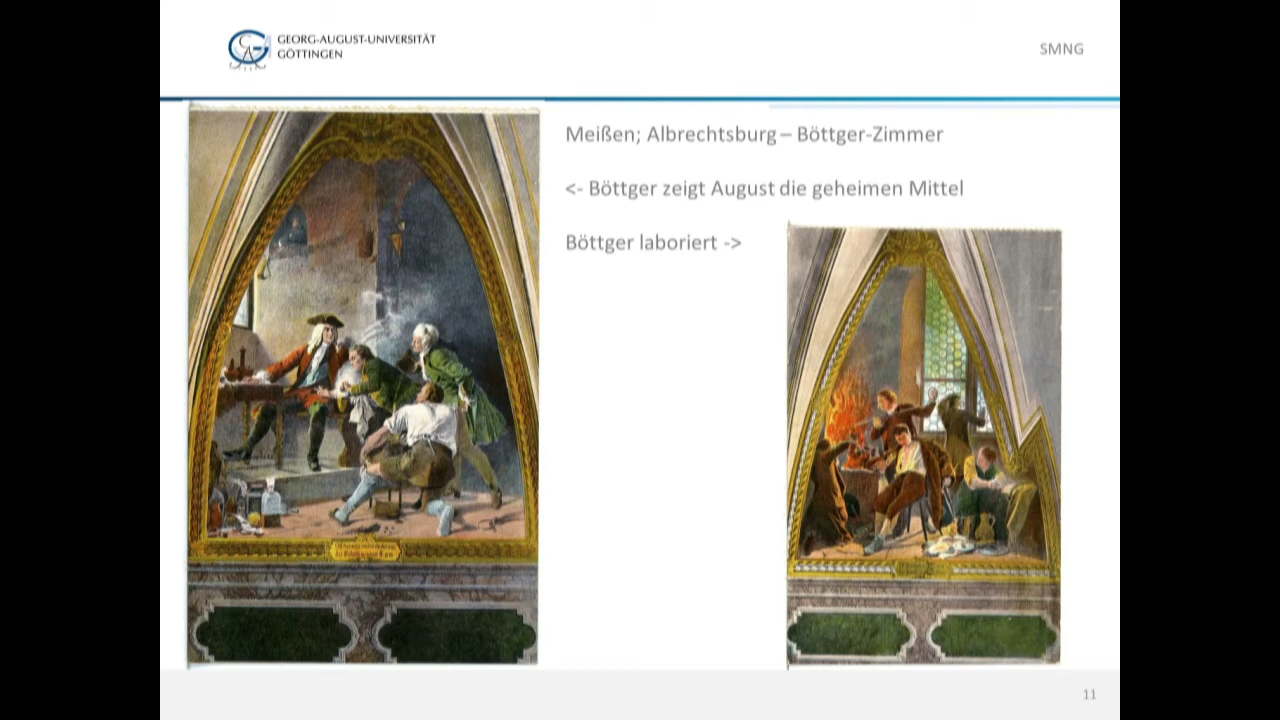 GEORG-AUGUST-UNIVERSITÄT
GÖTTINGEN
SMNG
Meißen; Albrechtsburg – Böttger-Zimmer
<- Böttger zeigt August die geheimen Mittel
Böttger laboriert ->
11